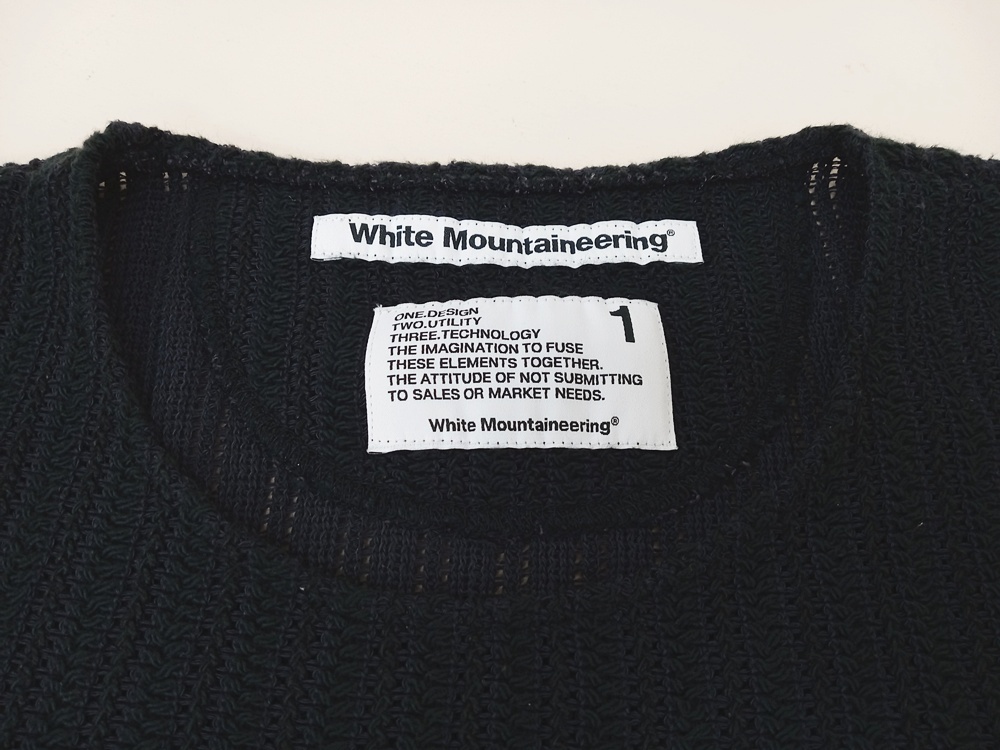 White Mountaineering®
ONE.DESIGN
TWO.UTILITY
THREE.TECHNOLOGY
THE IMAGINATION TO FUSE
THESE ELEMENTS TOGETHER.
THE ATTITUDE OF NOT SUBMITTING
TO SALES OR MARKET NEEDS.
1
White Mountaineering®